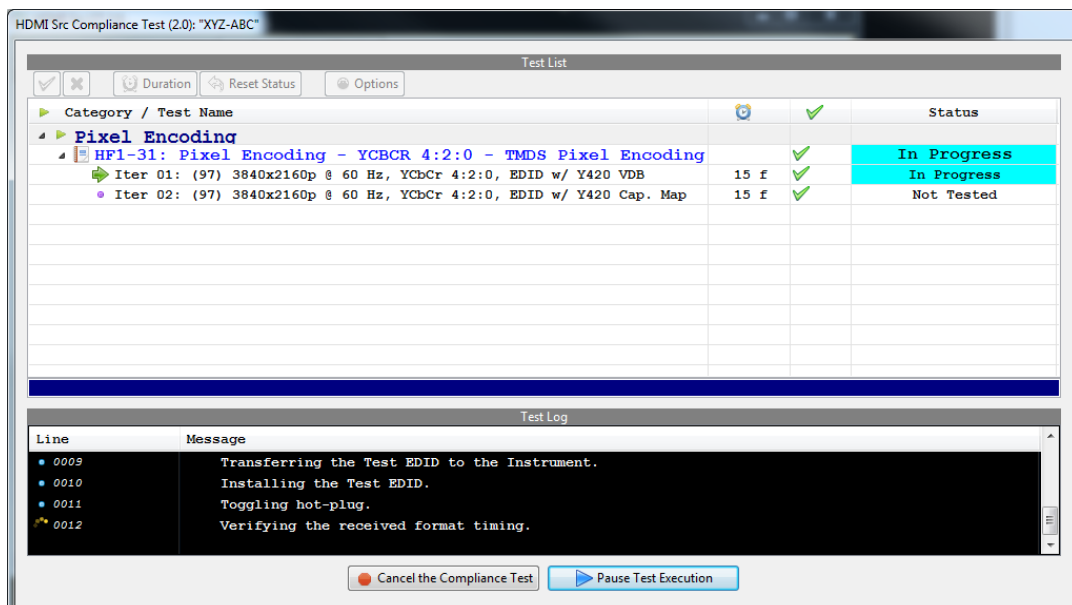 HDMI Src Compliance Test (2.0): "XYZ-ABC"
Test List
Duration Reset Status Options
Category / Test Name Status
Pixel Encoding
HF1-31: Pixel Encoding - YCBCR 4:2:0 - TMDS Pixel Encoding In Progress
Iter 01: (97) 3840x2160p @ 60 Hz, YCbCr 4:2:0, EDID w/ Y420 VDB 15 f In Progress
Iter 02: (97) 3840x2160p @ 60 Hz, YCbCr 4:2:0, EDID w/ Y420 Cap. Map 15 f Not Tested
Test Log
Line Message
0009 Transferring the Test EDID to the Instrument.
0010 Installing the Test EDID.
0011 Toggling hot-plug.
0012 Verifying the received format timing.
Cancel the Compliance Test Pause Test Execution